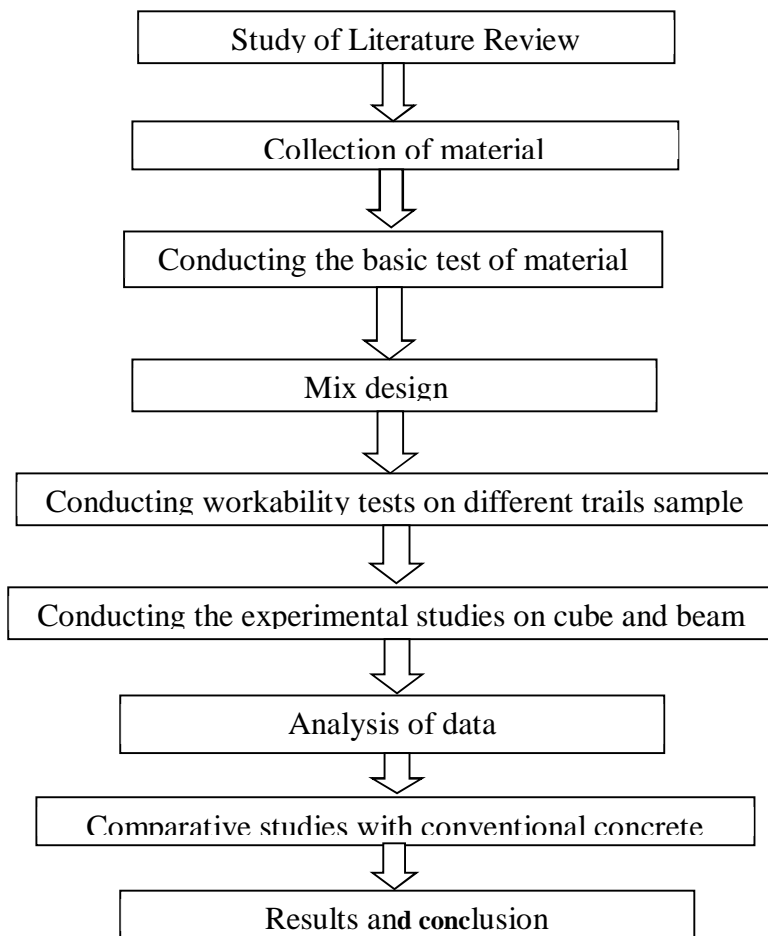 Study of Literature Review
Collection of material
Conducting the basic test of material
Mix design
Conducting workability tests on different trails sample
Conducting the experimental studies on cube and beam
Analysis of data
Comparative studies with conventional concrete
Results and conclusion